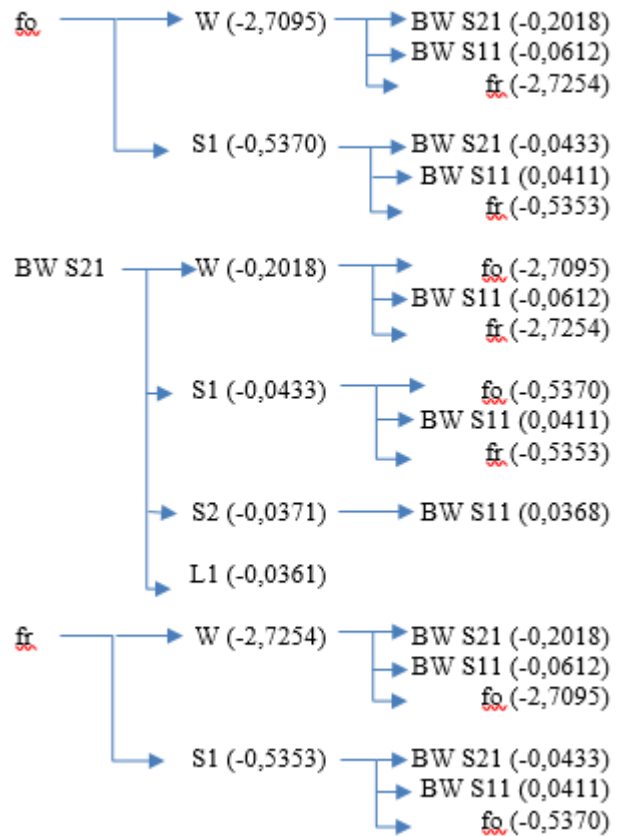 fo W (-2,7095) BW S21 (-0,2018)
BW S11 (-0,0612)
fr (-2,7254)
S1 (-0,5370) BW S21 (-0,0433)
BW S11 (0,0411)
fr (-0,5353)
BW S21 W (-0,2018) fo (-2,7095)
BW S11 (-0,0612)
fr (-2,7254)
S1 (-0,0433) fo (-0,5370)
BW S11 (0,0411)
fr (-0,5353)
S2 (-0,0371) BW S11 (0,0368)
L1 (-0,0361)
fr W (-2,7254) BW S21 (-0,2018)
BW S11 (-0,0612)
fo (-2,7095)
S1 (-0,5353) BW S21 (-0,0433)
BW S11 (0,0411)
fo (-0,5370)